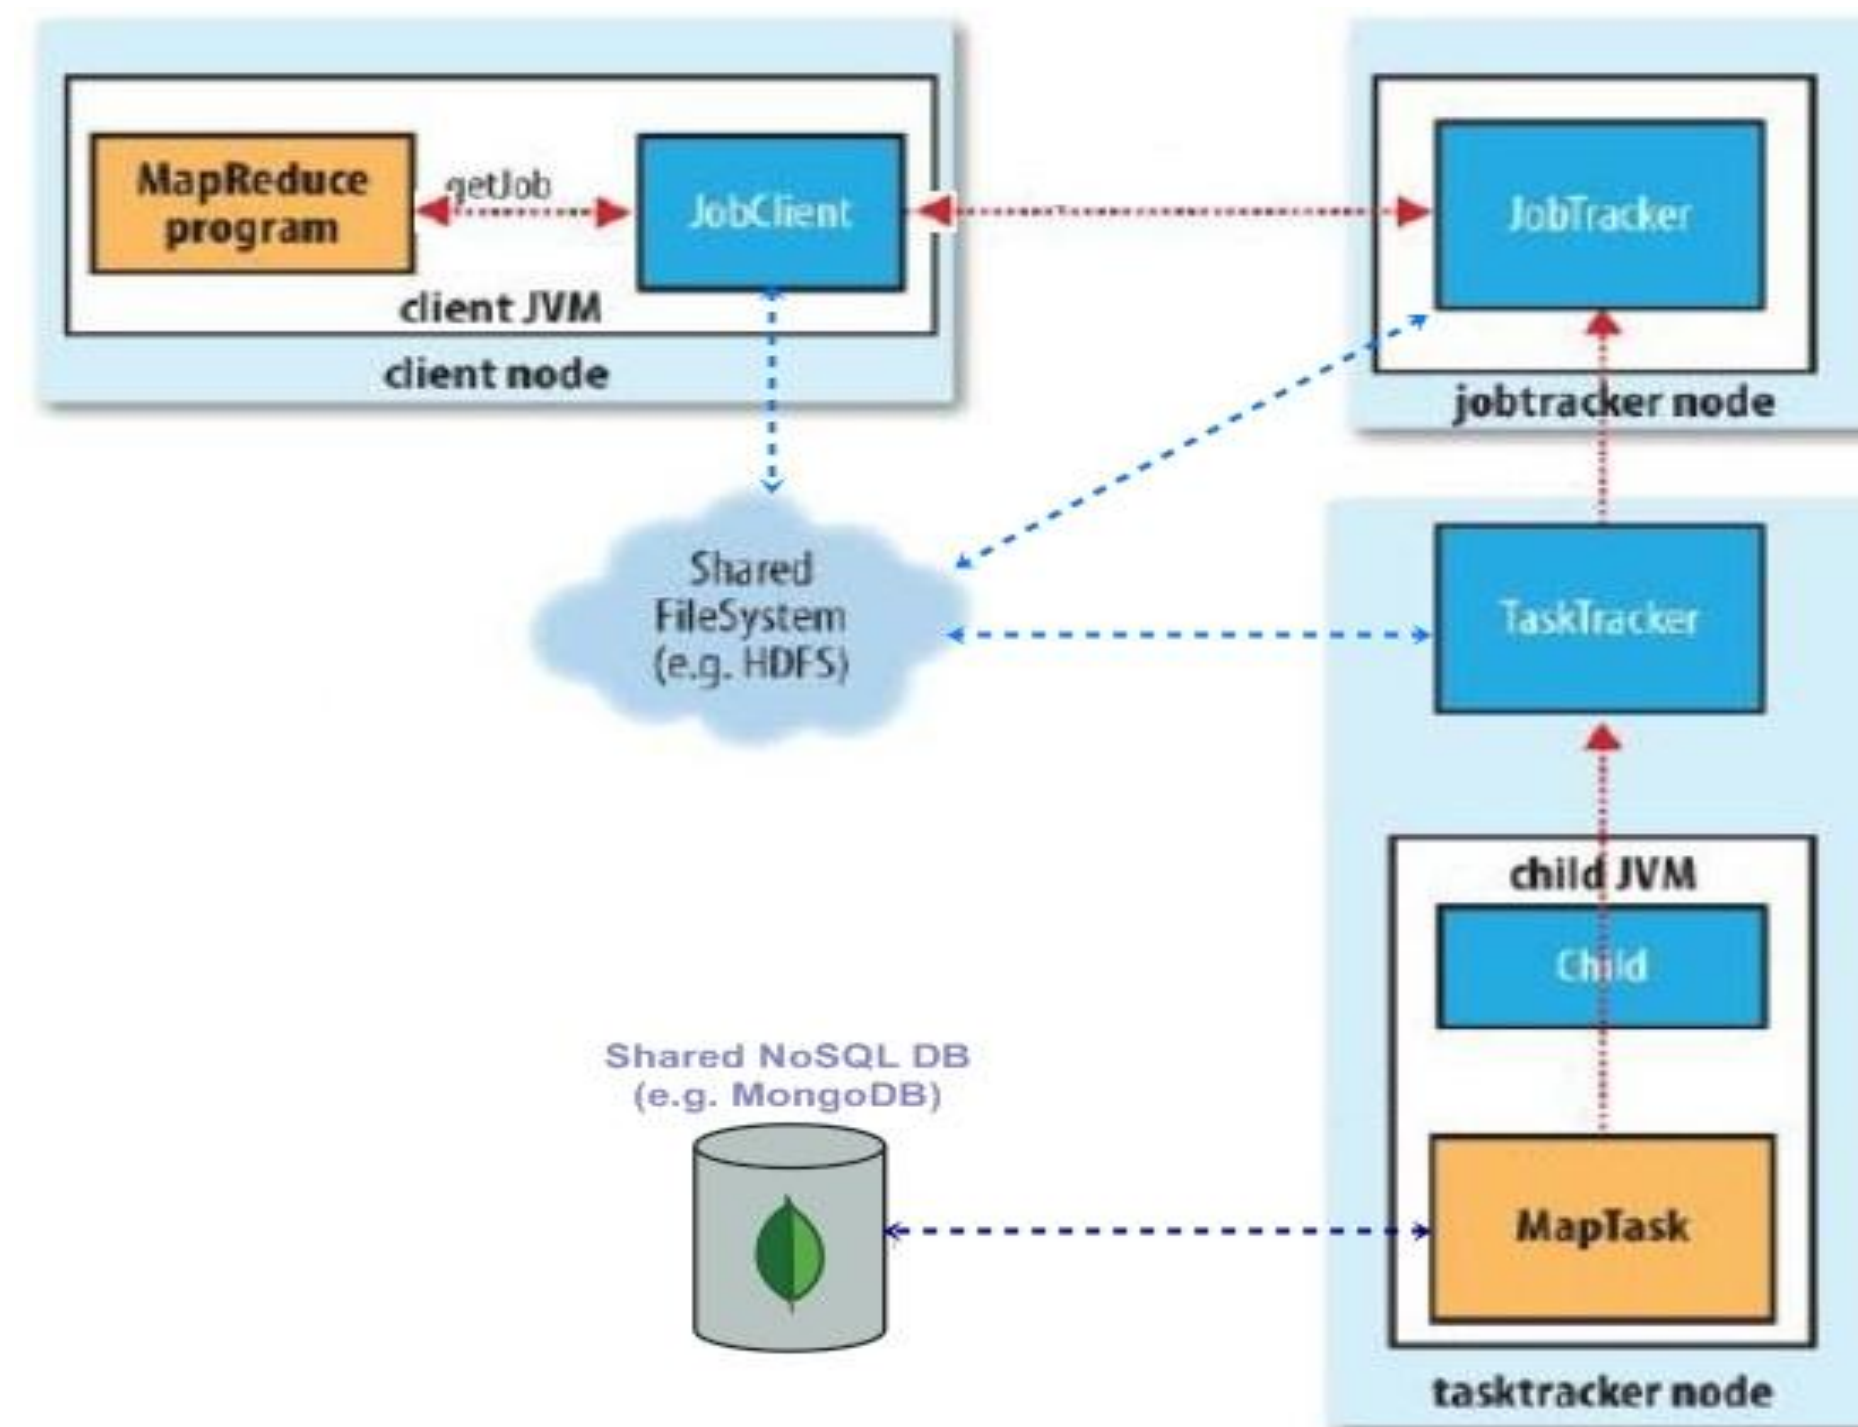 MapReduce
program
getJob
JobClient
client JVM
client node
JobTracker
jobtracker node
Shared
FileSystem
(e.g. HDFS)
TaskTracker
child JVM
Child
Shared NoSQL DB
(e.g. MongoDB)
MapTask
tasktracker node